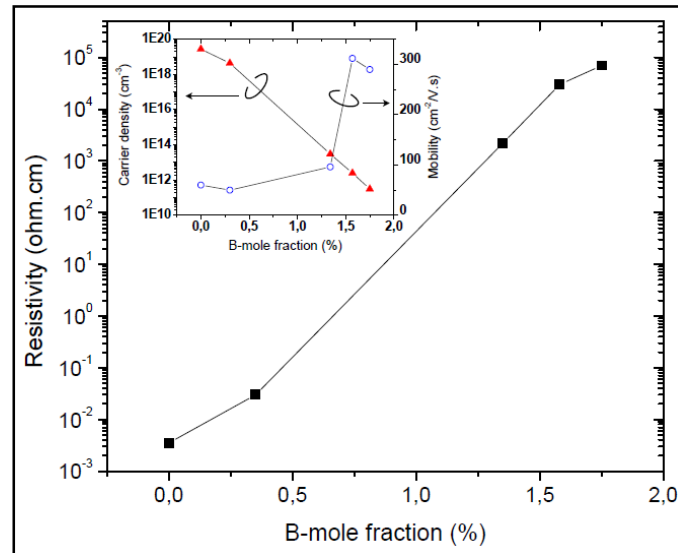 1E20
1E18
1E16
1E14
1E12
1E10
Carrier density (cm⁻³)
300
200
100
0
Mobility (cm⁻²/V.s)
0,0 0,5 1,0 1,5 2,0
B-mole fraction (%)
10⁵
10⁴
10³
10²
10¹
10⁰
10⁻¹
10⁻²
10⁻³
Resistivity (ohm.cm)
0,0 0,5 1,0 1,5 2,0
B-mole fraction (%)